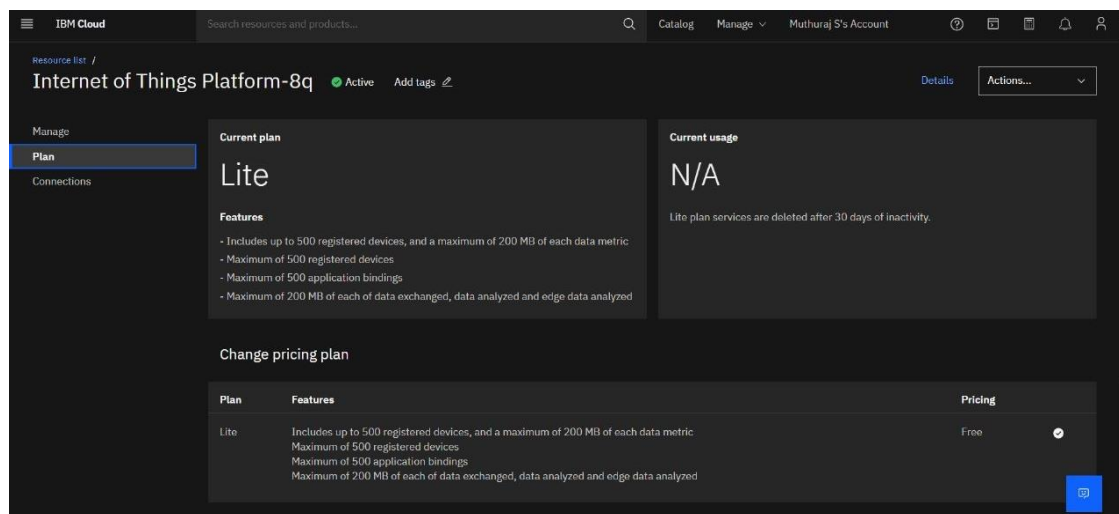 IBM Cloud
Search resources and products...
Catalog
Manage
Muthuraj S's Account
Resource list /
Internet of Things Platform-8q
Active
Add tags
Details
Actions...
Manage
Plan
Connections
Current plan
Lite
Features
- Includes up to 500 registered devices, and a maximum of 200 MB of each data metric
- Maximum of 500 registered devices
- Maximum of 500 application bindings
- Maximum of 200 MB of each of data exchanged, data analyzed and edge data analyzed
Current usage
N/A
Lite plan services are deleted after 30 days of inactivity.
Change pricing plan
Plan Features Pricing
Lite Includes up to 500 registered devices, and a maximum of 200 MB of each data metric Free
Maximum of 500 registered devices
Maximum of 500 application bindings
Maximum of 200 MB of each of data exchanged, data analyzed and edge data analyzed